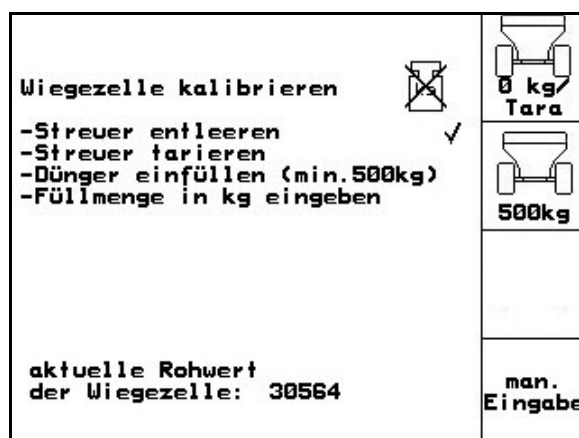 Wiegezelle kalibrieren
-Streuer entleeren
-Streuer tarieren
-Dünger einfüllen (min.500kg)
-Füllmenge in kg eingeben
aktuelle Rohwert
der Wiegezelle: 30564
0 kg/
Tara
500kg
man.
Eingabe